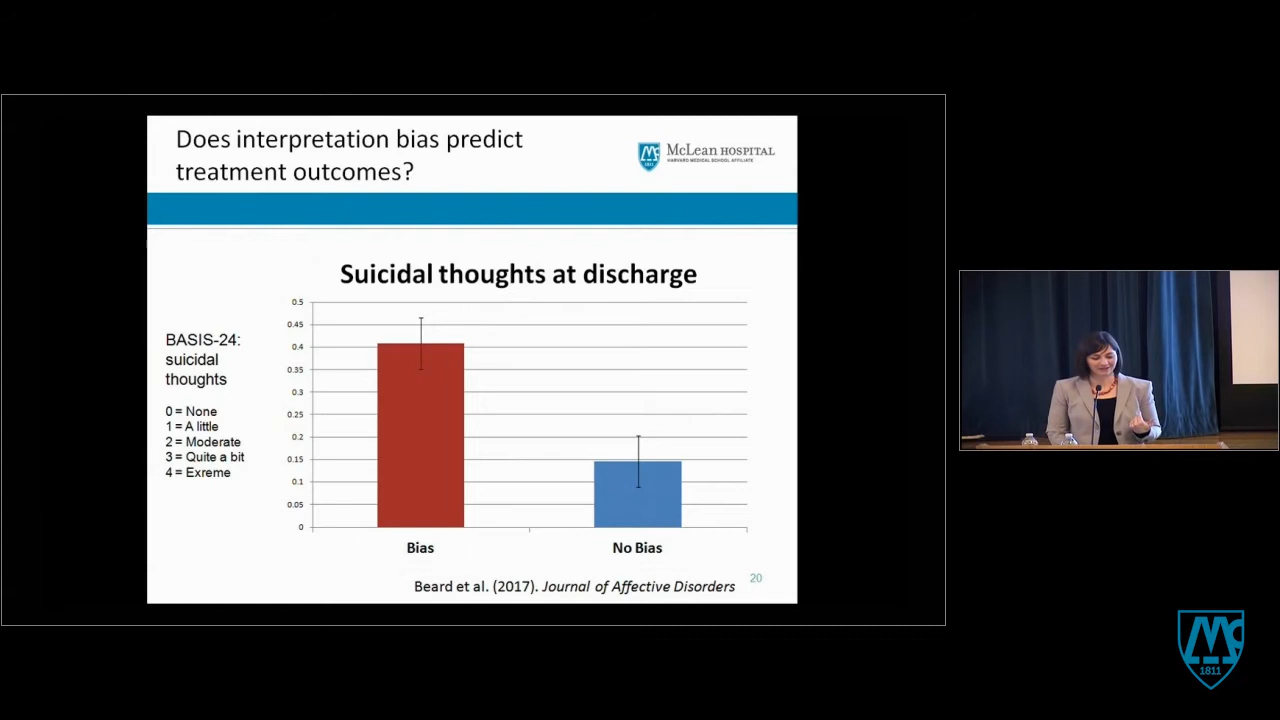 Does interpretation bias predict
treatment outcomes?
McLean HOSPITAL
HARVARD MEDICAL SCHOOL AFFILIATE
1811
Suicidal thoughts at discharge
BASIS-24:
suicidal
thoughts
0 = None
1 = A little
2 = Moderate
3 = Quite a bit
4 = Exreme
0.5
0.45
0.4
0.35
0.3
0.25
0.2
0.15
0.1
0.05
0
Bias
No Bias
Beard et al. (2017). Journal of Affective Disorders
20
1811